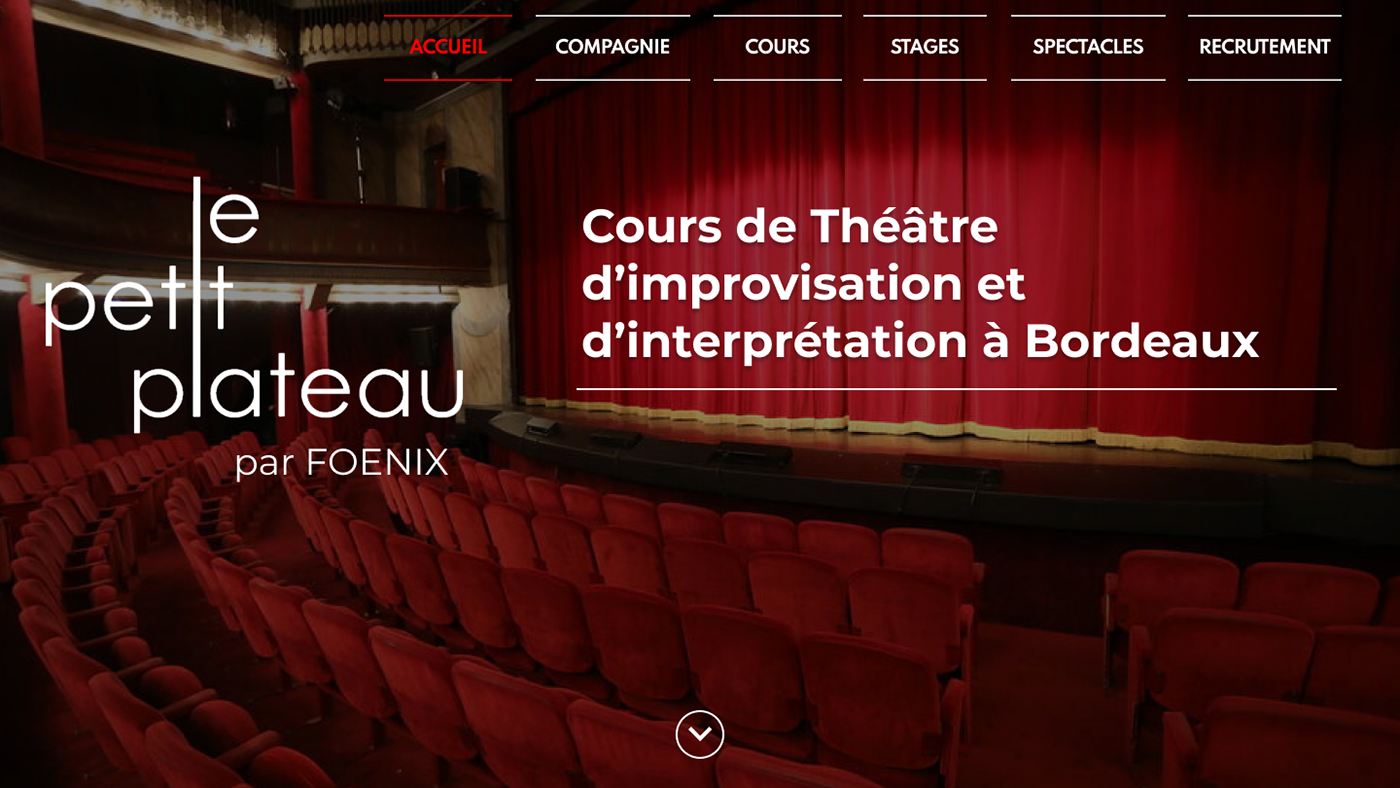 ACCUEIL
COMPAGNIE
COURS
STAGES
SPECTACLES
RECRUTEMENT
le
petit
plateau
par FOENIX
Cours de Théâtre
d’improvisation et
d’interprétation à Bordeaux